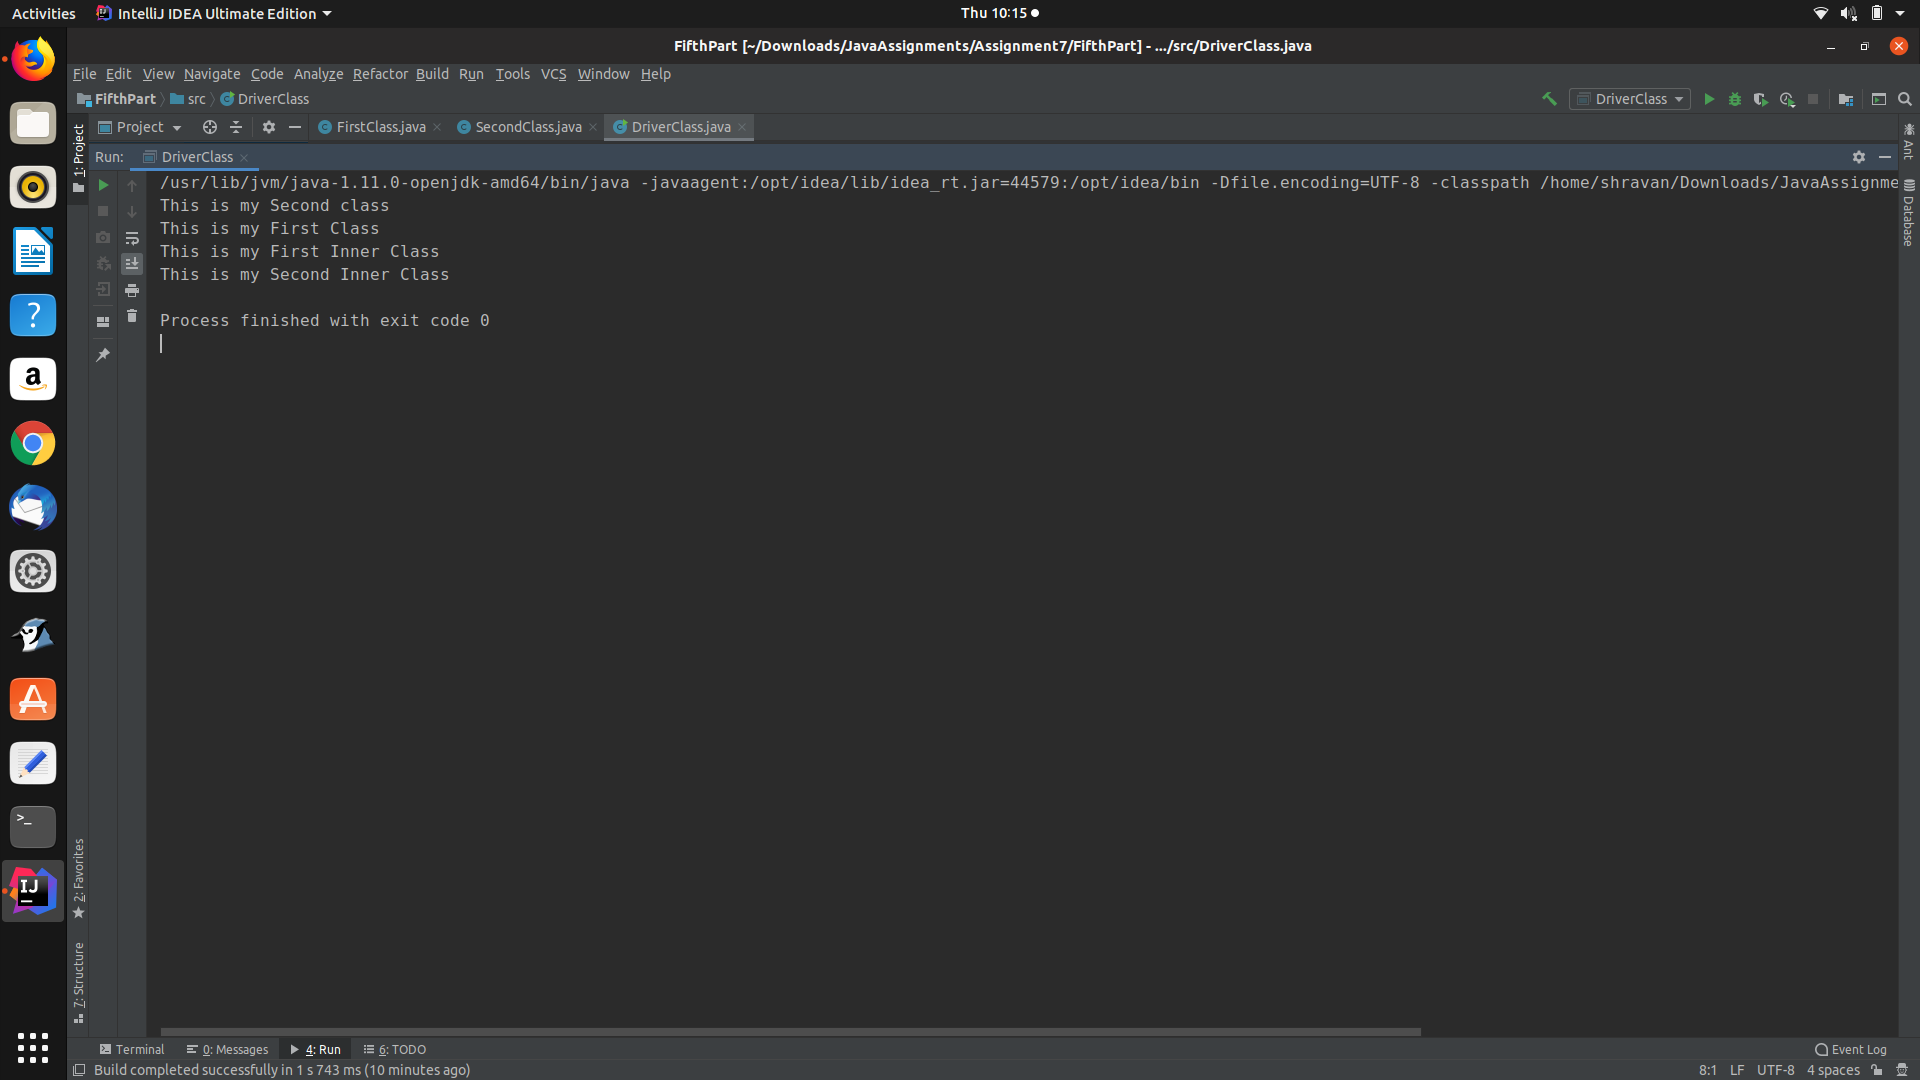 Activities IntelliJ IDEA Ultimate Edition Thu 10:15
FifthPart [~/Downloads/JavaAssignments/Assignment7/FifthPart] - .../src/DriverClass.java
File Edit View Navigate Code Analyze Refactor Build Run Tools VCS Window Help
FifthPart src DriverClass DriverClass
Project FirstClass.java SecondClass.java DriverClass.java
Run: DriverClass
/usr/lib/jvm/java-1.11.0-openjdk-amd64/bin/java -javaagent:/opt/idea/lib/idea_rt.jar=44579:/opt/idea/bin -Dfile.encoding=UTF-8 -classpath /home/shravan/Downloads/JavaAssignme
This is my Second class
This is my First Class
This is my First Inner Class
This is my Second Inner Class
Process finished with exit code 0
1: Project
2: Favorites
7: Structure
Ant
Database
Terminal 0: Messages 4: Run 6: TODO Event Log
Build completed successfully in 1 s 743 ms (10 minutes ago) 8:1 LF UTF-8 4 spaces